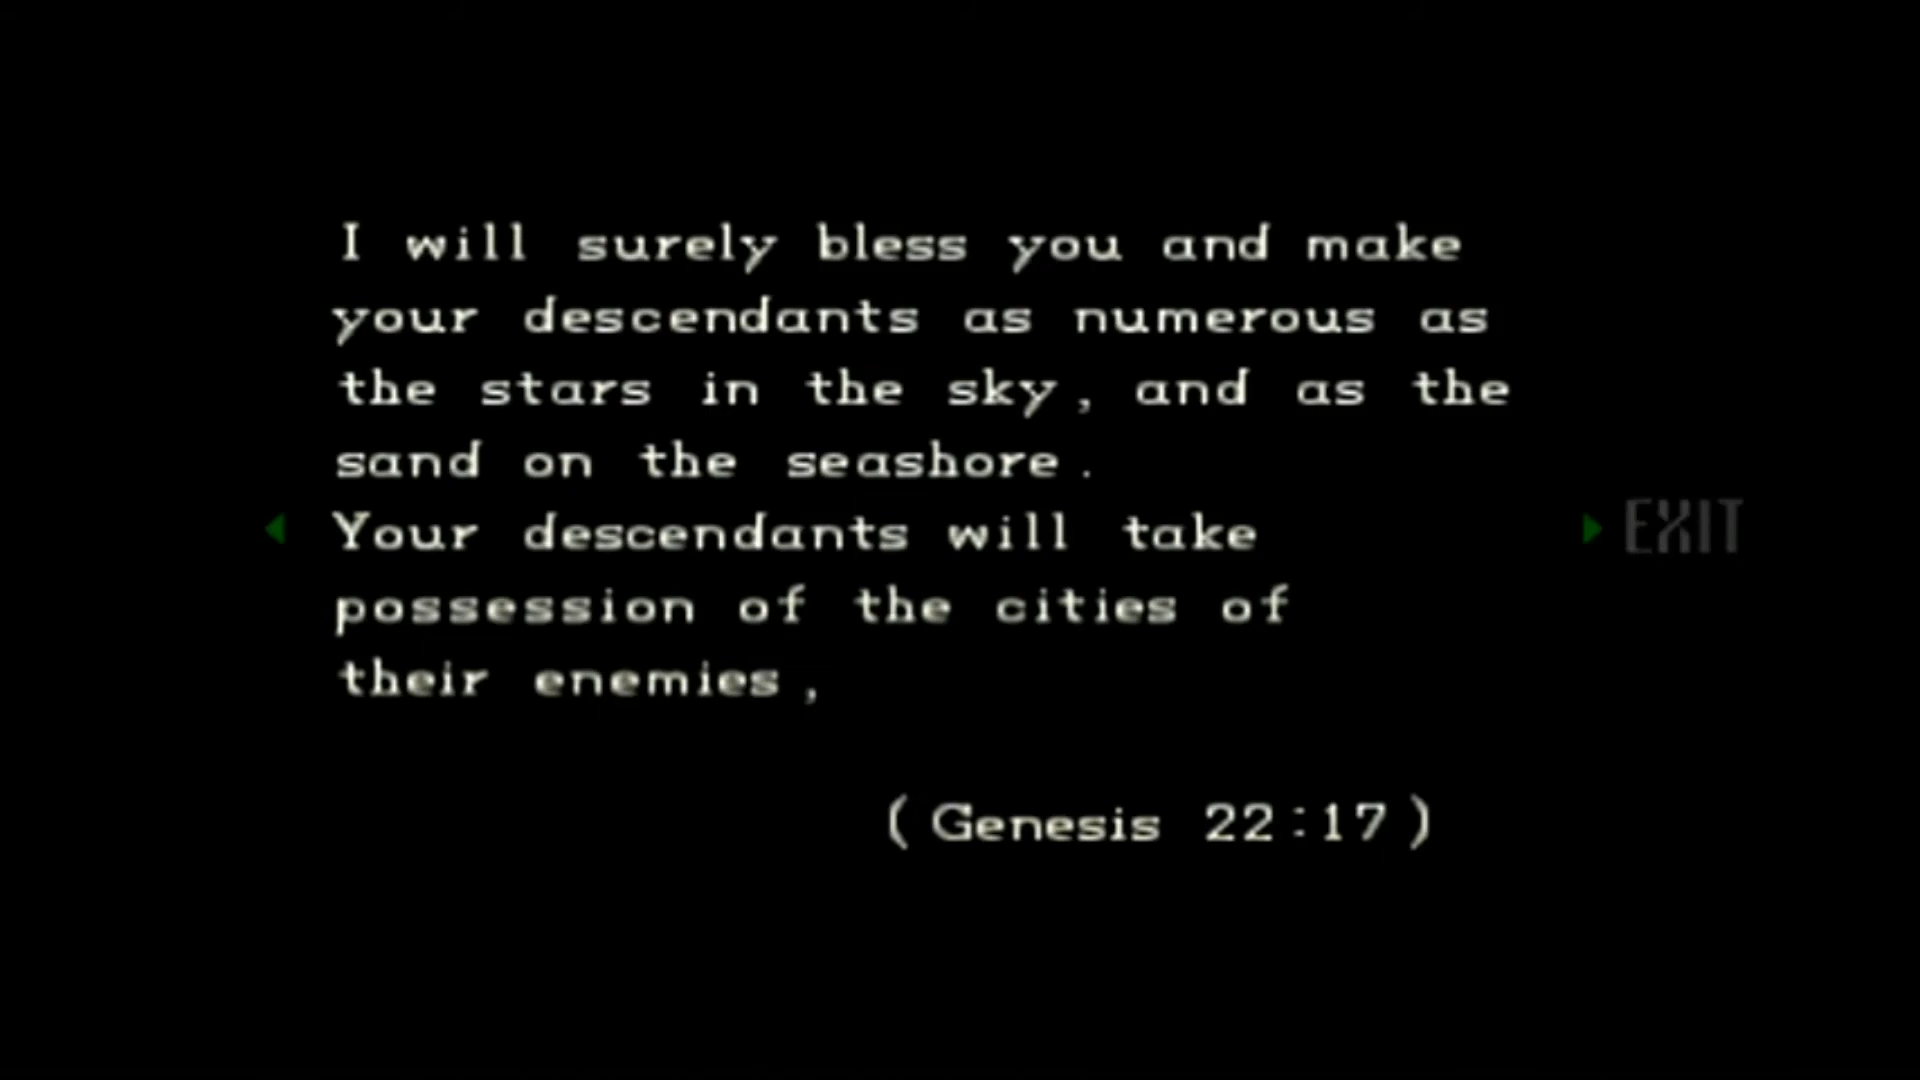 I will surely bless you and make
your descendants as numerous as
the stars in the sky, and as the
sand on the seashore.
Your descendants will take
possession of the cities of
their enemies,
(Genesis 22:17)
EXIT